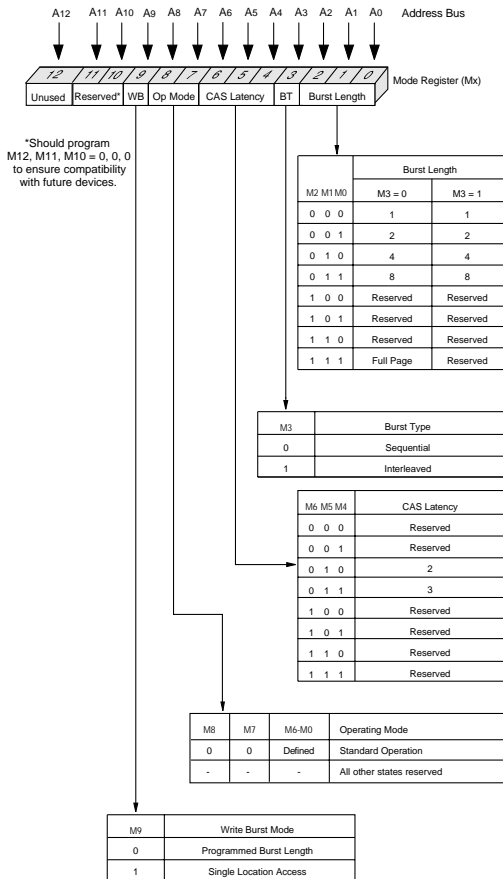 A12 A11 A10 A9 A8 A7 A6 A5 A4 A3 A2 A1 A0 Address Bus
12 11 10 9 8 7 6 5 4 3 2 1 0 Mode Register (Mx)
Unused Reserved* WB Op Mode CAS Latency BT Burst Length
*Should program
M12, M11, M10 = 0, 0, 0
to ensure compatibility
with future devices.
Burst Length
M2 M1 M0 M3 = 0 M3 = 1
0 0 0 1 1
0 0 1 2 2
0 1 0 4 4
0 1 1 8 8
1 0 0 Reserved Reserved
1 0 1 Reserved Reserved
1 1 0 Reserved Reserved
1 1 1 Full Page Reserved
M3 Burst Type
0 Sequential
1 Interleaved
M6 M5 M4 CAS Latency
0 0 0 Reserved
0 0 1 Reserved
0 1 0 2
0 1 1 3
1 0 0 Reserved
1 0 1 Reserved
1 1 0 Reserved
1 1 1 Reserved
M8 M7 M6-M0 Operating Mode
0 0 Defined Standard Operation
- - - All other states reserved
M9 Write Burst Mode
0 Programmed Burst Length
1 Single Location Access